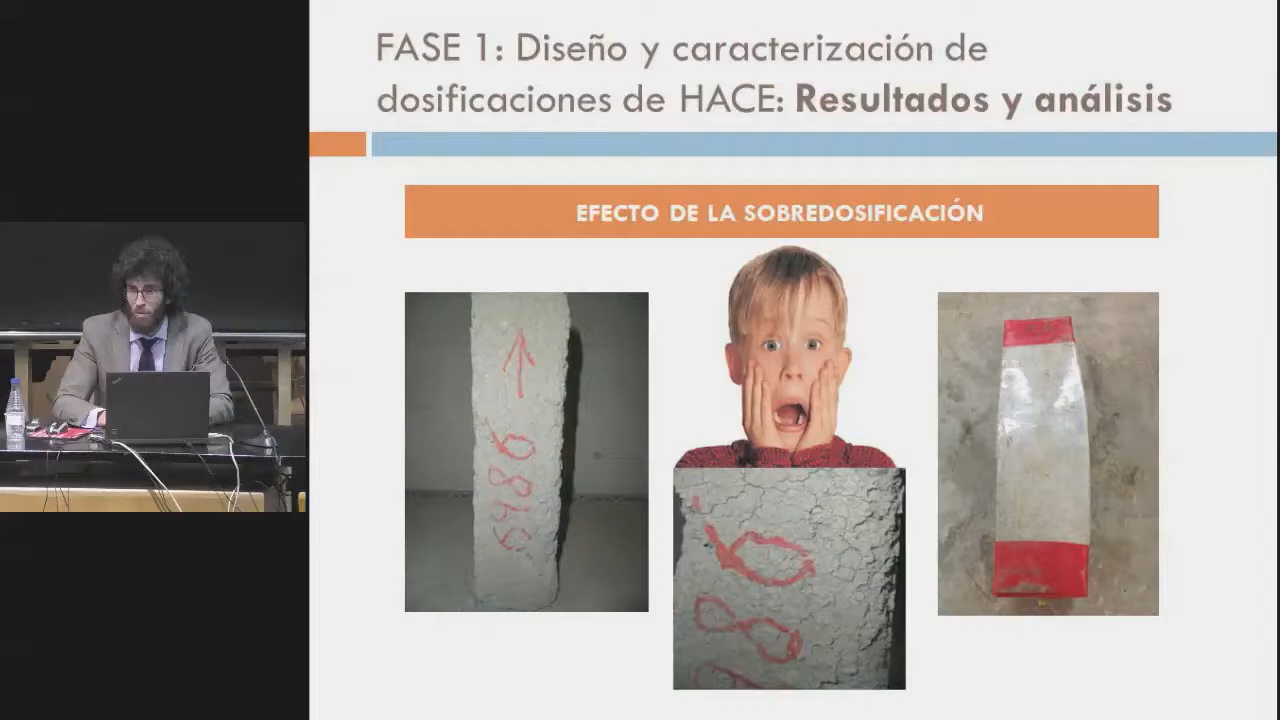 FASE 1: Diseño y caracterización de
dosificaciones de HACE: Resultados y análisis
EFECTO DE LA SOBREDOSIFICACIÓN